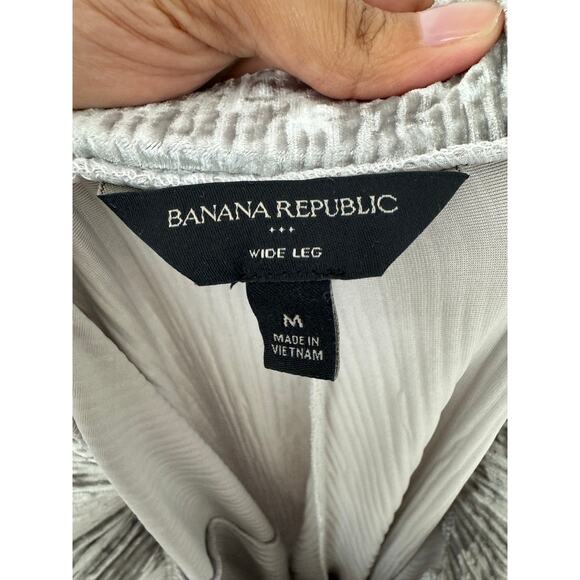 BANANA REPUBLIC
WIDE LEG
M
MADE IN
VIETNAM